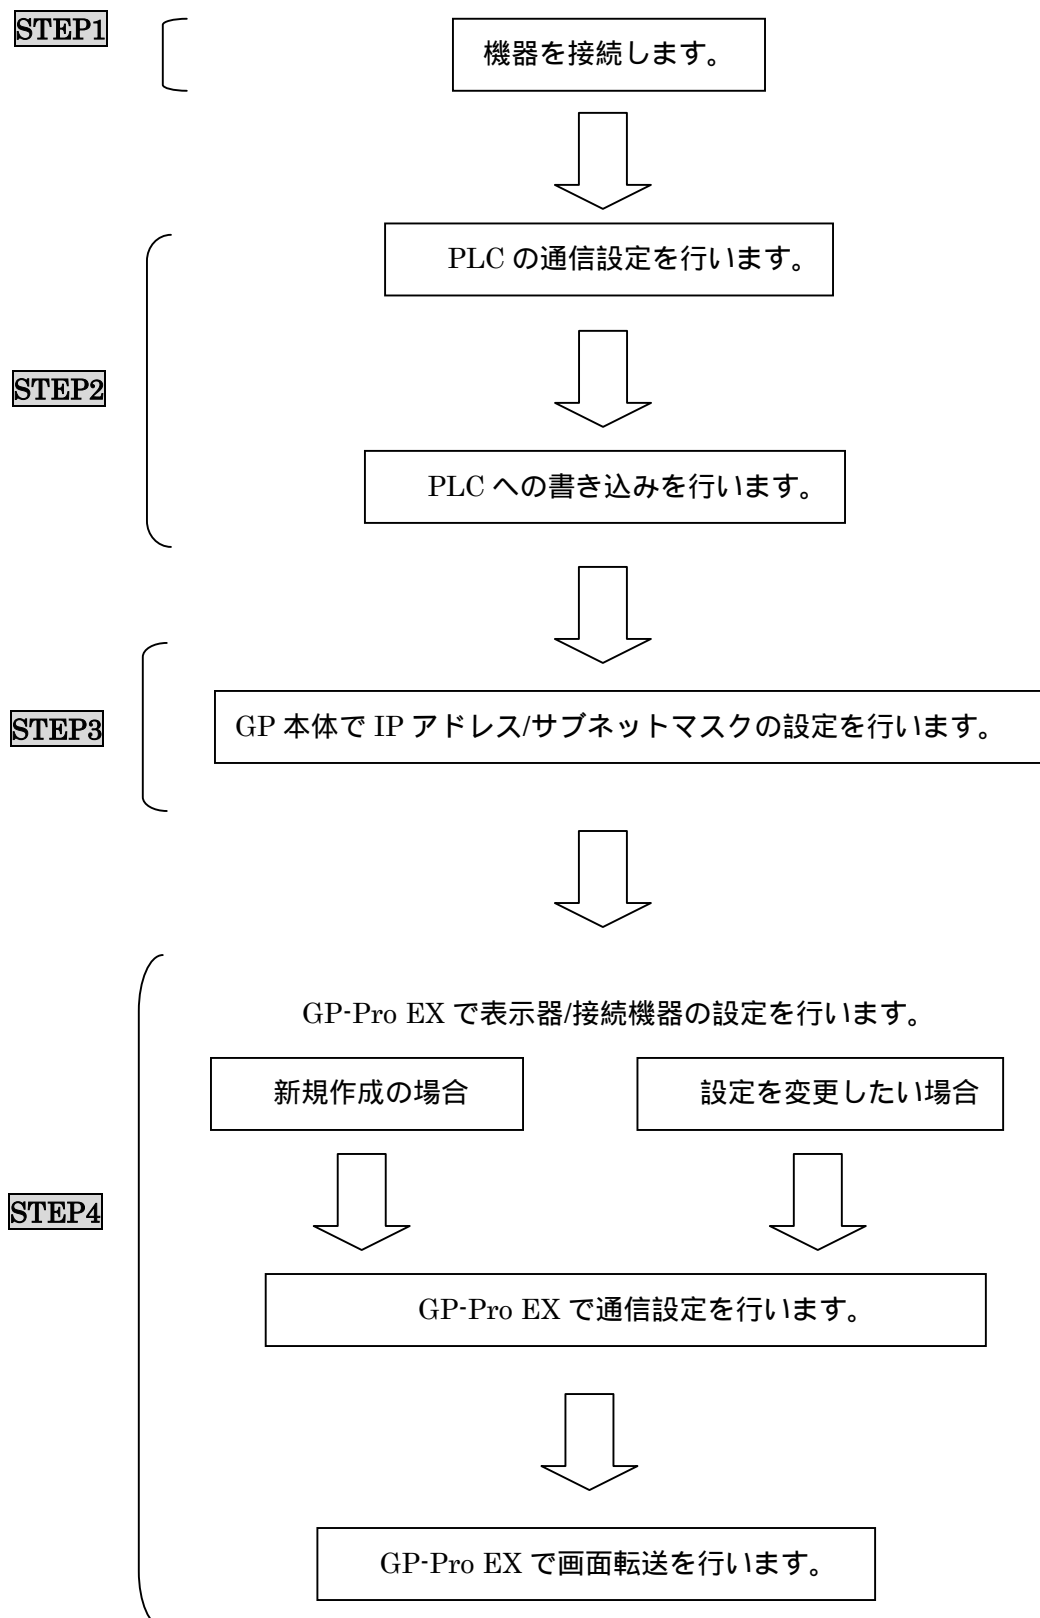 STEP1
機器を接続します。
PLC の通信設定を行います。
STEP2
PLC への書き込みを行います。
STEP3
GP 本体で IP アドレス/サブネットマスクの設定を行います。
GP-Pro EX で表示器/接続機器の設定を行います。
新規作成の場合
設定を変更したい場合
STEP4
GP-Pro EX で通信設定を行います。
GP-Pro EX で画面転送を行います。